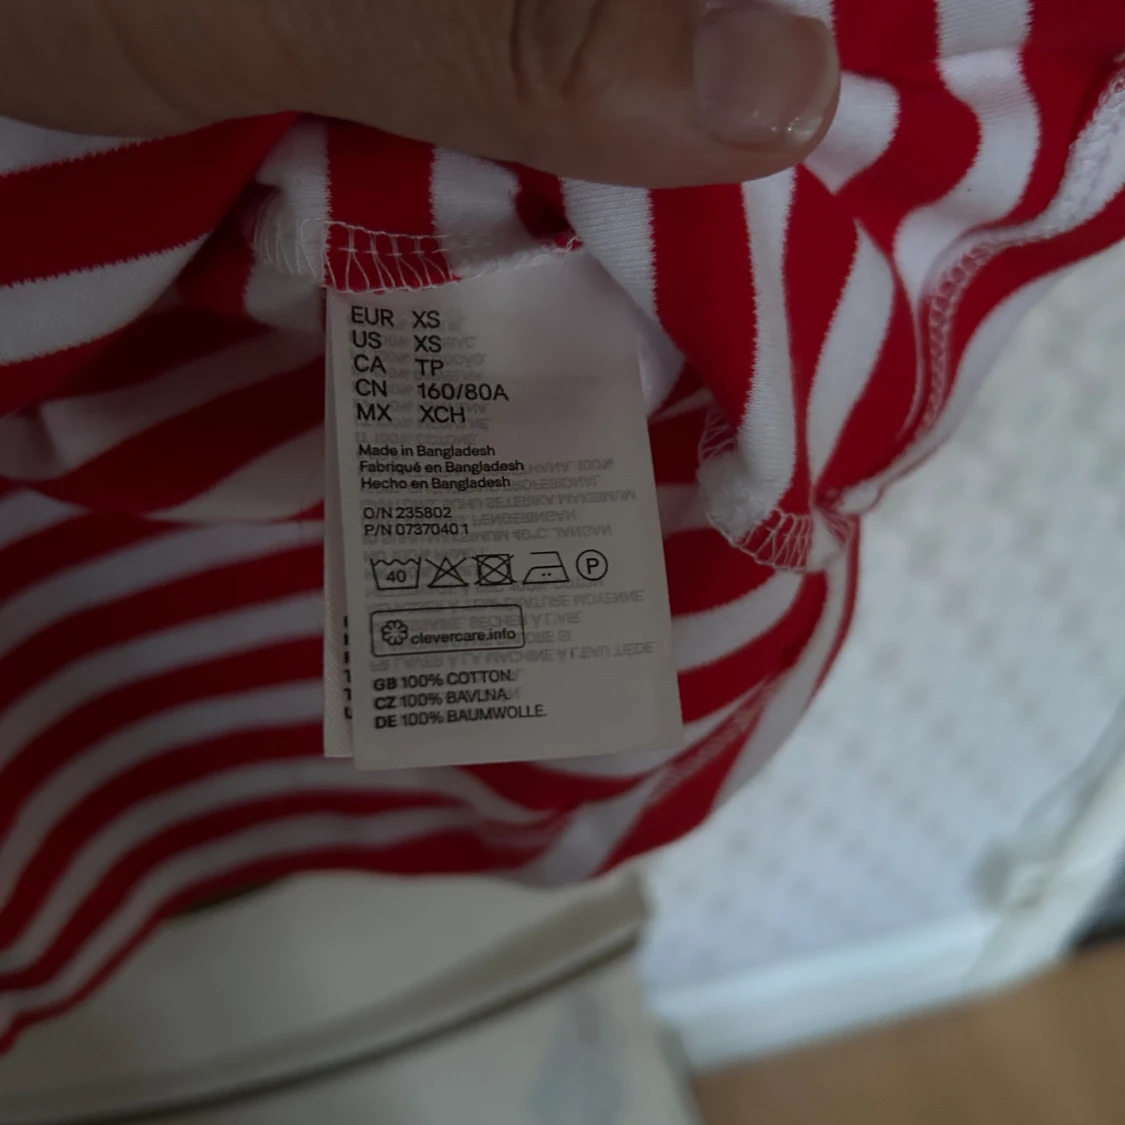 EUR XS
US XS
CA TP
CN 160/80A
MX XCH
Made in Bangladesh
Fabriqué en Bangladesh
Hecho en Bangladesh
O/N 235802
P/N 0737040 1
40
P
clevercare.info
GB 100% COTTON.
CZ 100% BAVLNA.
DE 100% BAUMWOLLE.